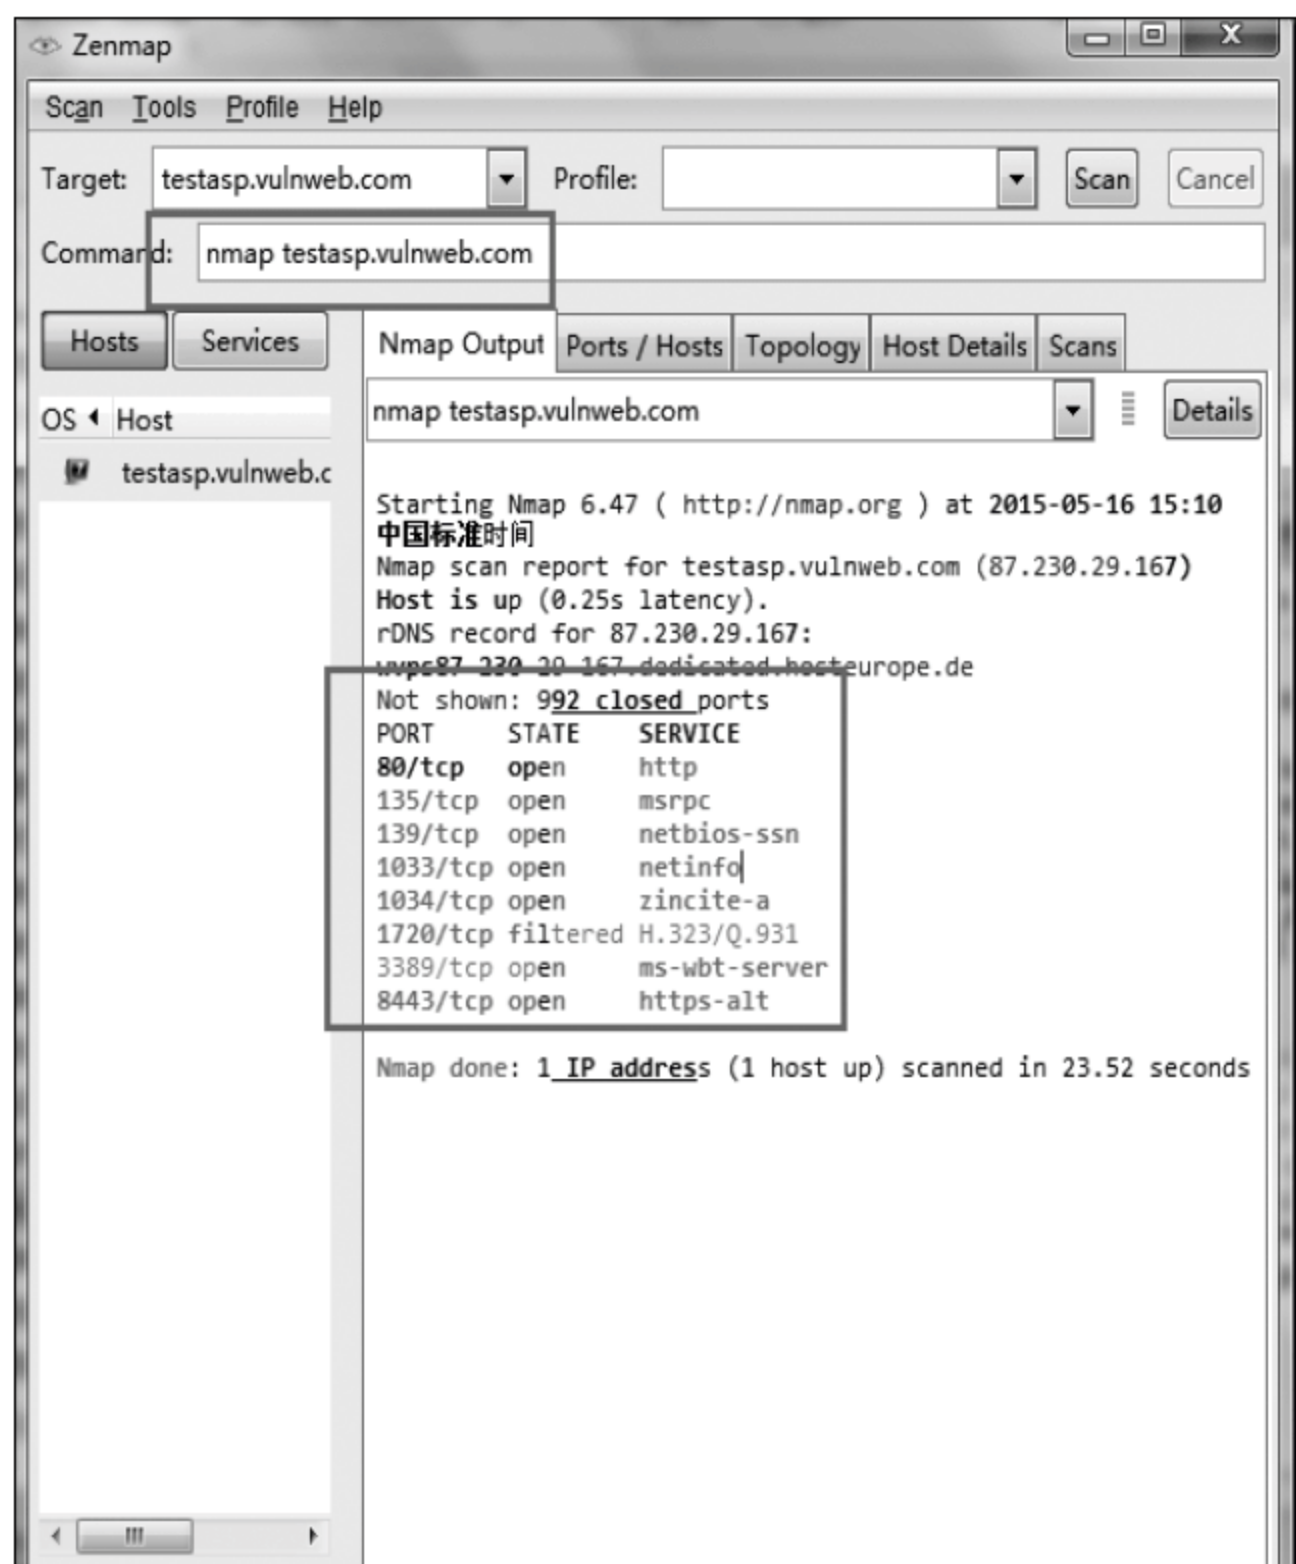 Zenmap
Scan Tools Profile Help
Target: testasp.vulnweb.com Profile: Scan Cancel
Command: nmap testasp.vulnweb.com
Hosts Services
Nmap Output Ports / Hosts Topology Host Details Scans
nmap testasp.vulnweb.com Details
OS Host
testasp.vulnweb.c
Starting Nmap 6.47 ( http://nmap.org ) at 2015-05-16 15:10
中国标准时间
Nmap scan report for testasp.vulnweb.com (87.230.29.167)
Host is up (0.25s latency).
rDNS record for 87.230.29.167:
wvps87-230-29-167.dedicated.hosteurope.de
Not shown: 992 closed ports
PORT STATE SERVICE
80/tcp open http
135/tcp open msrpc
139/tcp open netbios-ssn
1033/tcp open netinfo
1034/tcp open zincite-a
1720/tcp filtered H.323/Q.931
3389/tcp open ms-wbt-server
8443/tcp open https-alt
Nmap done: 1 IP address (1 host up) scanned in 23.52 seconds